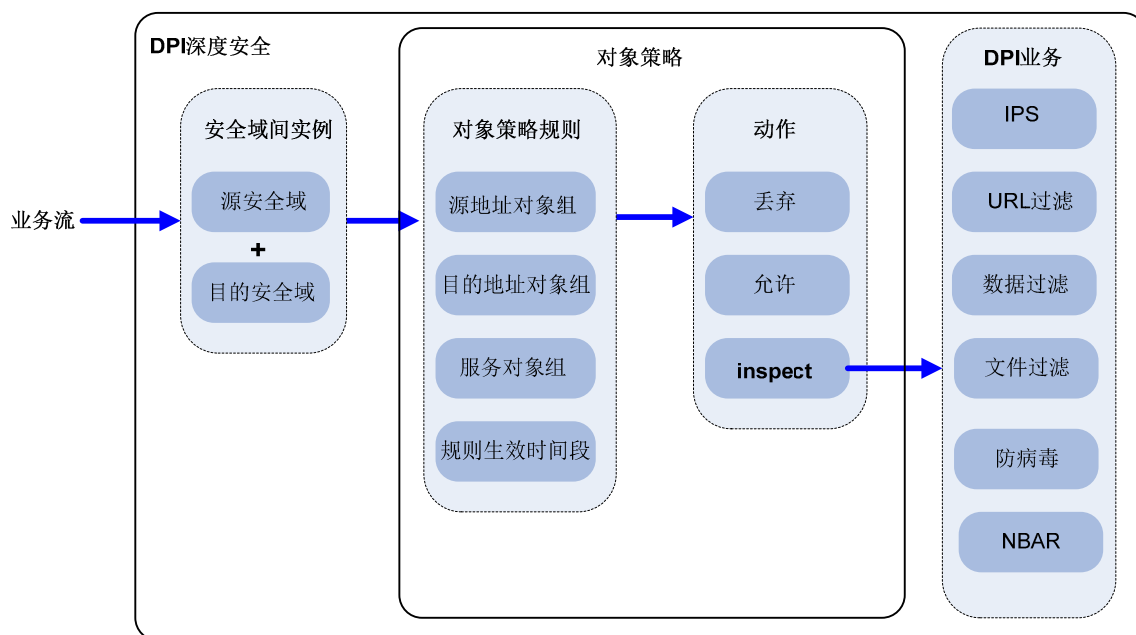 DPI深度安全
对象策略
DPI业务
安全域间实例
源安全域
+
目的安全域
业务流
对象策略规则
源地址对象组
目的地址对象组
服务对象组
规则生效时间段
动作
丢弃
允许
inspect
IPS
URL过滤
数据过滤
文件过滤
防病毒
NBAR